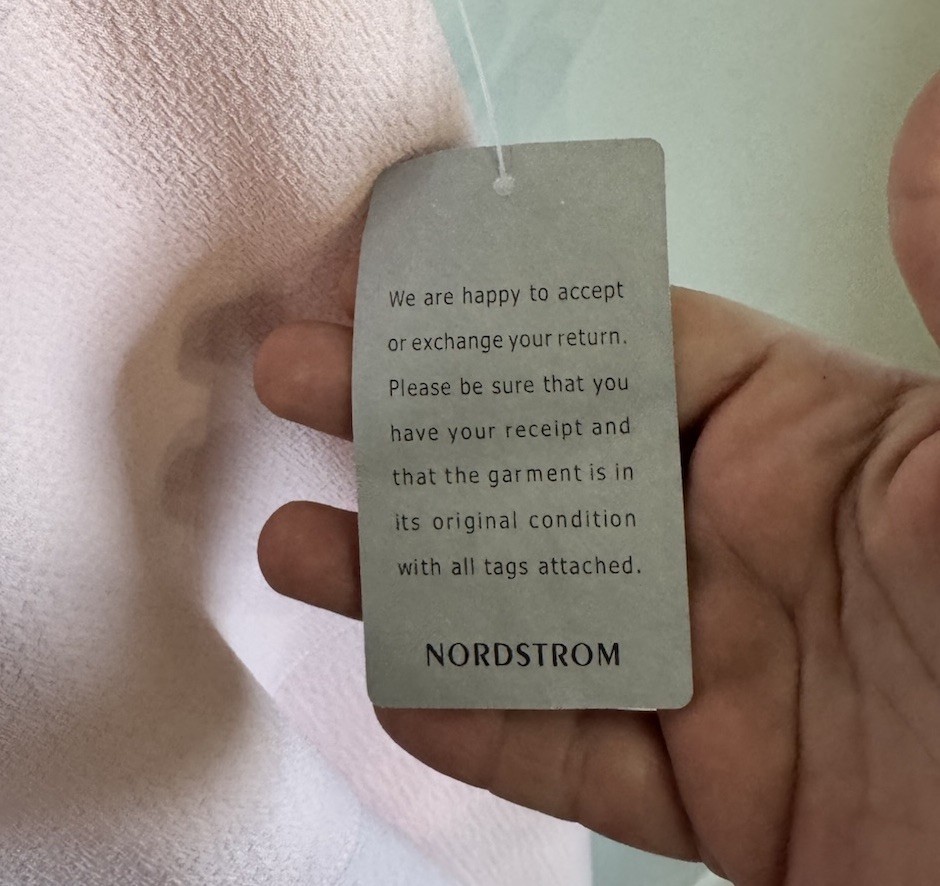 We are happy to accept
or exchange your return.
Please be sure that you
have your receipt and
that the garment is in
its original condition
with all tags attached.
NORDSTROM